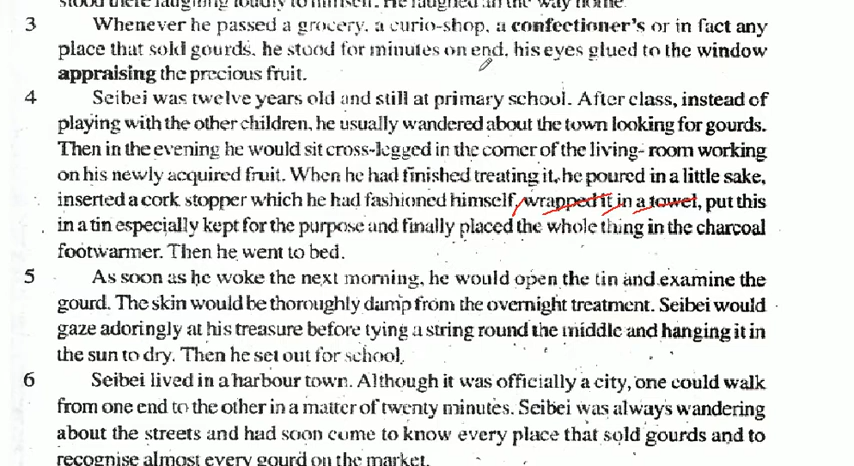 stood there laughing loudly to himself. He laughed all the way home.
3 Whenever he passed a grocery, a curio-shop, a confectioner's or in fact any
place that sold gourds, he stood for minutes on end, his eyes glued to the window
appraising the precious fruit.
4 Seibei was twelve years old and still at primary school. After class, instead of
playing with the other children, he usually wandered about the town looking for gourds.
Then in the evening he would sit cross-legged in the corner of the living- room working
on his newly acquired fruit. When he had finished treating it, he poured in a little sake,
inserted a cork stopper which he had fashioned himself, wrapped it in a towel, put this
in a tin especially kept for the purpose and finally placed the whole thing in the charcoal
footwarmer. Then he went to bed.
5 As soon as he woke the next morning, he would open the tin and examine the
gourd. The skin would be thoroughly damp from the overnight treatment. Seibei would
gaze adoringly at his treasure before tying a string round the middle and hanging it in
the sun to dry. Then he set out for school.
6 Seibei lived in a harbour town. Although it was officially a city, one could walk
from one end to the other in a matter of twenty minutes. Seibei was always wandering
about the streets and had soon come to know every place that sold gourds and to
recognise almost every gourd on the market.